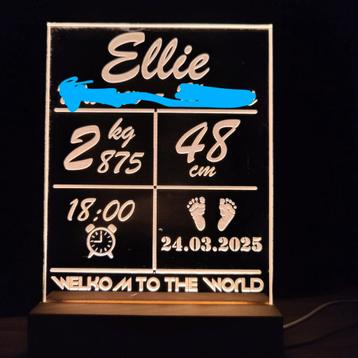 Ellie
2 kg 875
48 cm
18:00
24.03.2025
WELKOM TO THE WORLD